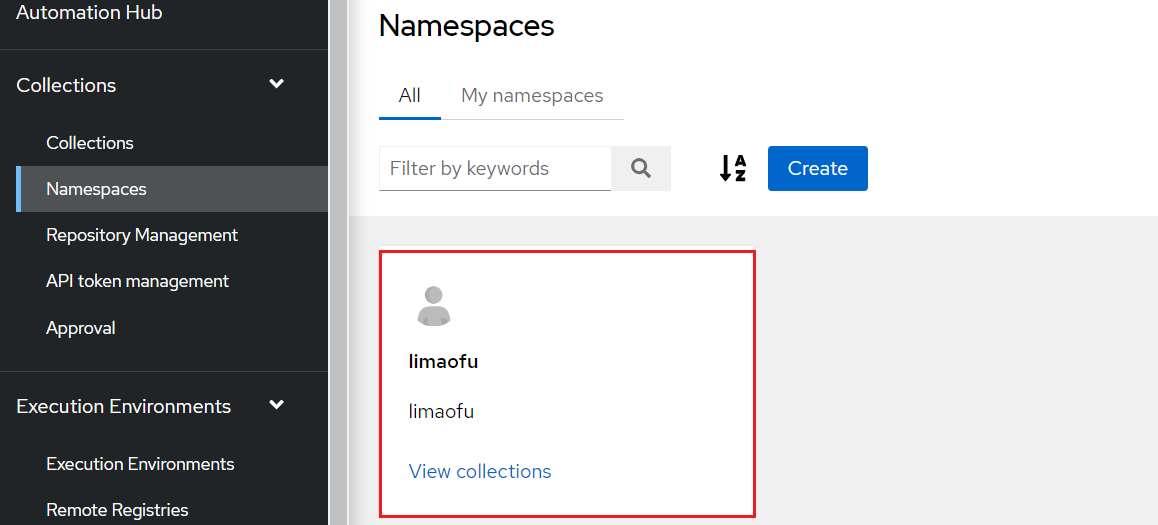 Automation Hub
Collections
Collections
Namespaces
Repository Management
API token management
Approval
Execution Environments
Execution Environments
Remote Registries
Namespaces
All My namespaces
Filter by keywords A Z Create
limaofu
limaofu
View collections